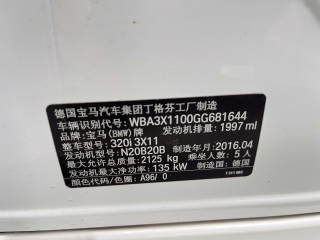 德国宝马汽车集团丁格芬工厂制造
车辆识别代号: WBA3X1100GG681644
品牌: 宝马(BMW)牌 发动机排量: 1997 ml
整车型号: 320i 3X11
发动机型号: N20B20B 制造年月: 2016.04
最大允许总质量: 2125 kg 乘坐人数: 5 人
发动机最大净功率: 135 kW 制造国: 德国
颜色代码/色圈: A96/ 0